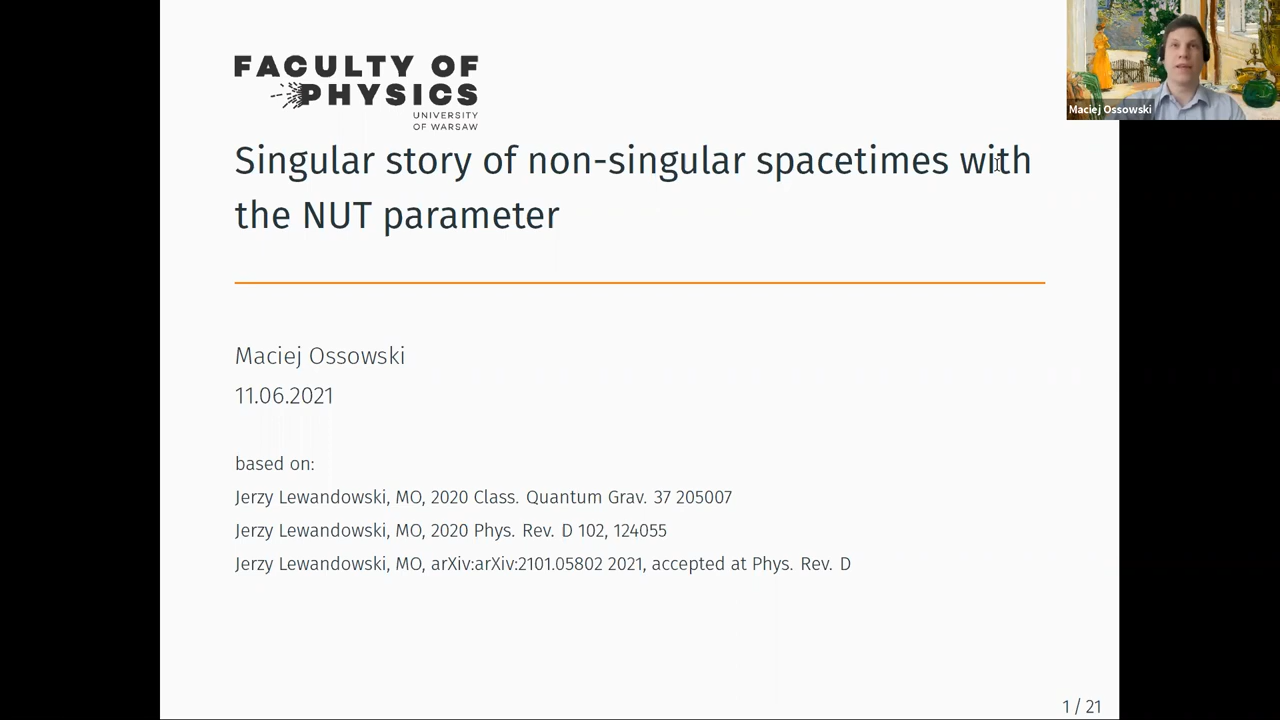 FACULTY OF
PHYSICS
UNIVERSITY
OF WARSAW
Singular story of non-singular spacetimes with
the NUT parameter
Maciej Ossowski
11.06.2021
based on:
Jerzy Lewandowski, MO, 2020 Class. Quantum Grav. 37 205007
Jerzy Lewandowski, MO, 2020 Phys. Rev. D 102, 124055
Jerzy Lewandowski, MO, arXiv:arXiv:2101.05802 2021, accepted at Phys. Rev. D
1 / 21
Maciej Ossowski